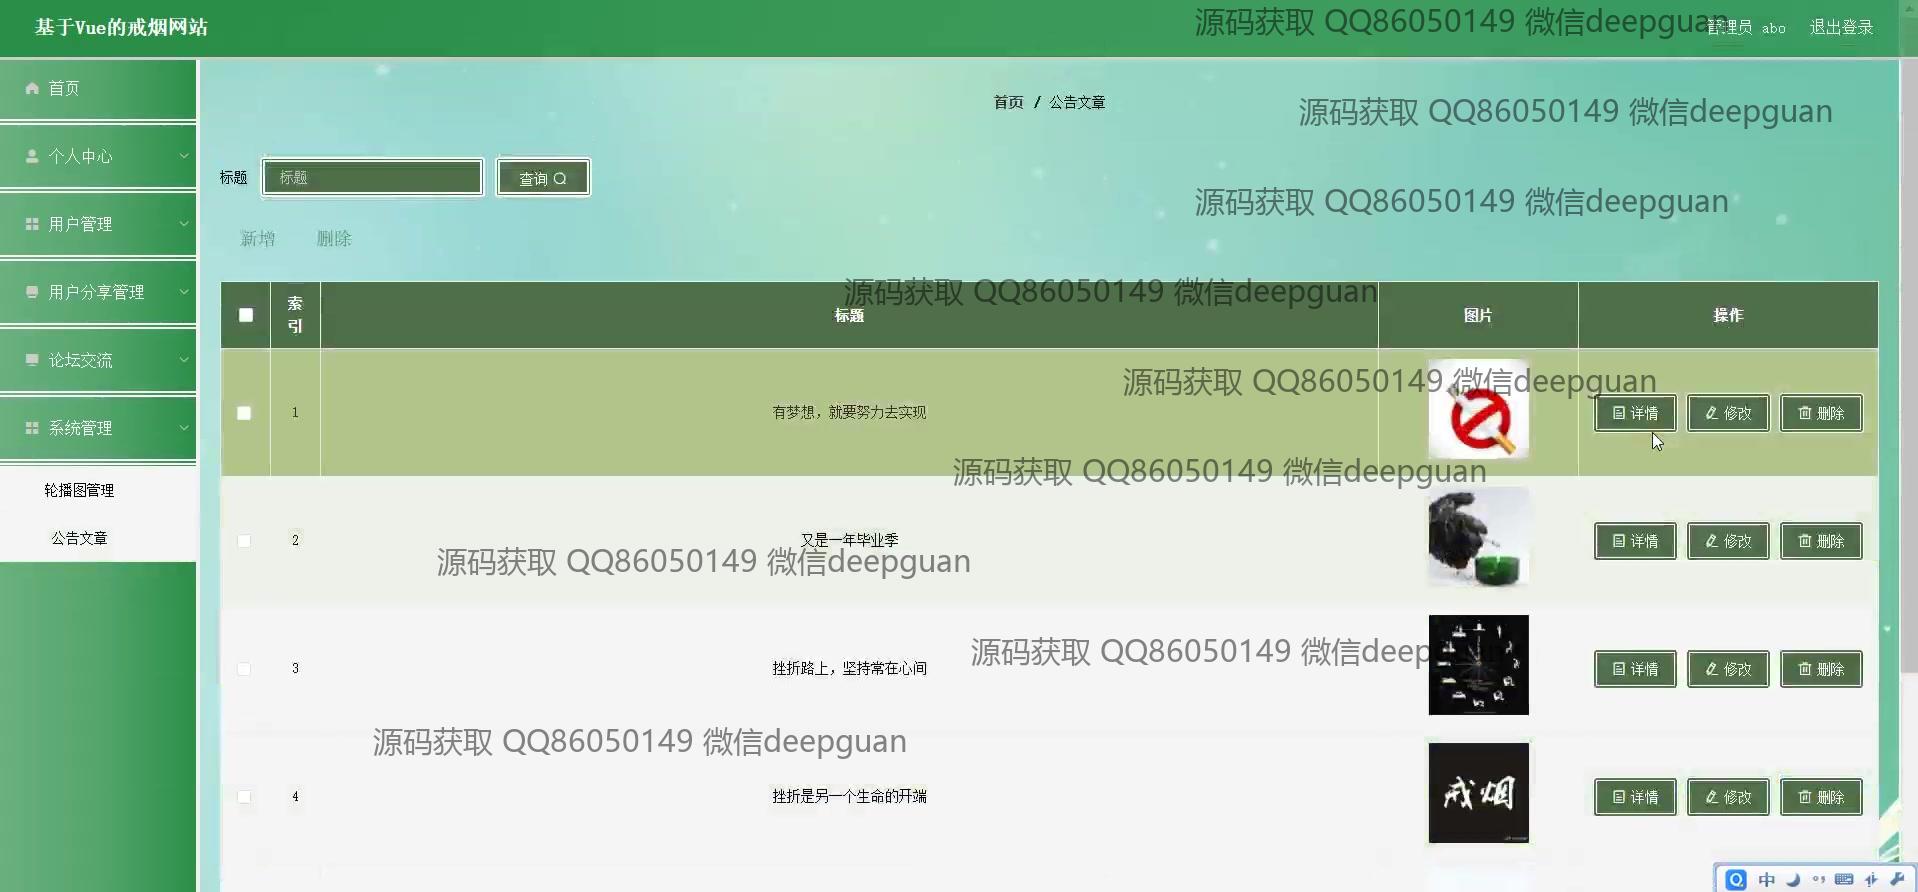 基于Vue的戒烟网站
源码获取 QQ86050149 微信deepguan
管理员 abo
退出登录
首页
个人中心
用户管理
用户分享管理
论坛交流
系统管理
轮播图管理
公告文章
首页 / 公告文章
源码获取 QQ86050149 微信deepguan
标题 标题 查询
源码获取 QQ86050149 微信deepguan
新增 删除
源码获取 QQ86050149 微信deepguan
索引 标题 图片 操作
源码获取 QQ86050149 微信deepguan
1 有梦想，就要努力去实现 详情 修改 删除
源码获取 QQ86050149 微信deepguan
2 又是一年毕业季 详情 修改 删除
源码获取 QQ86050149 微信deepguan
源码获取 QQ86050149 微信deepguan
3 挫折路上，坚持常在心间 详情 修改 删除
源码获取 QQ86050149 微信deepguan
4 挫折是另一个生命的开端 戒烟 详情 修改 删除
中